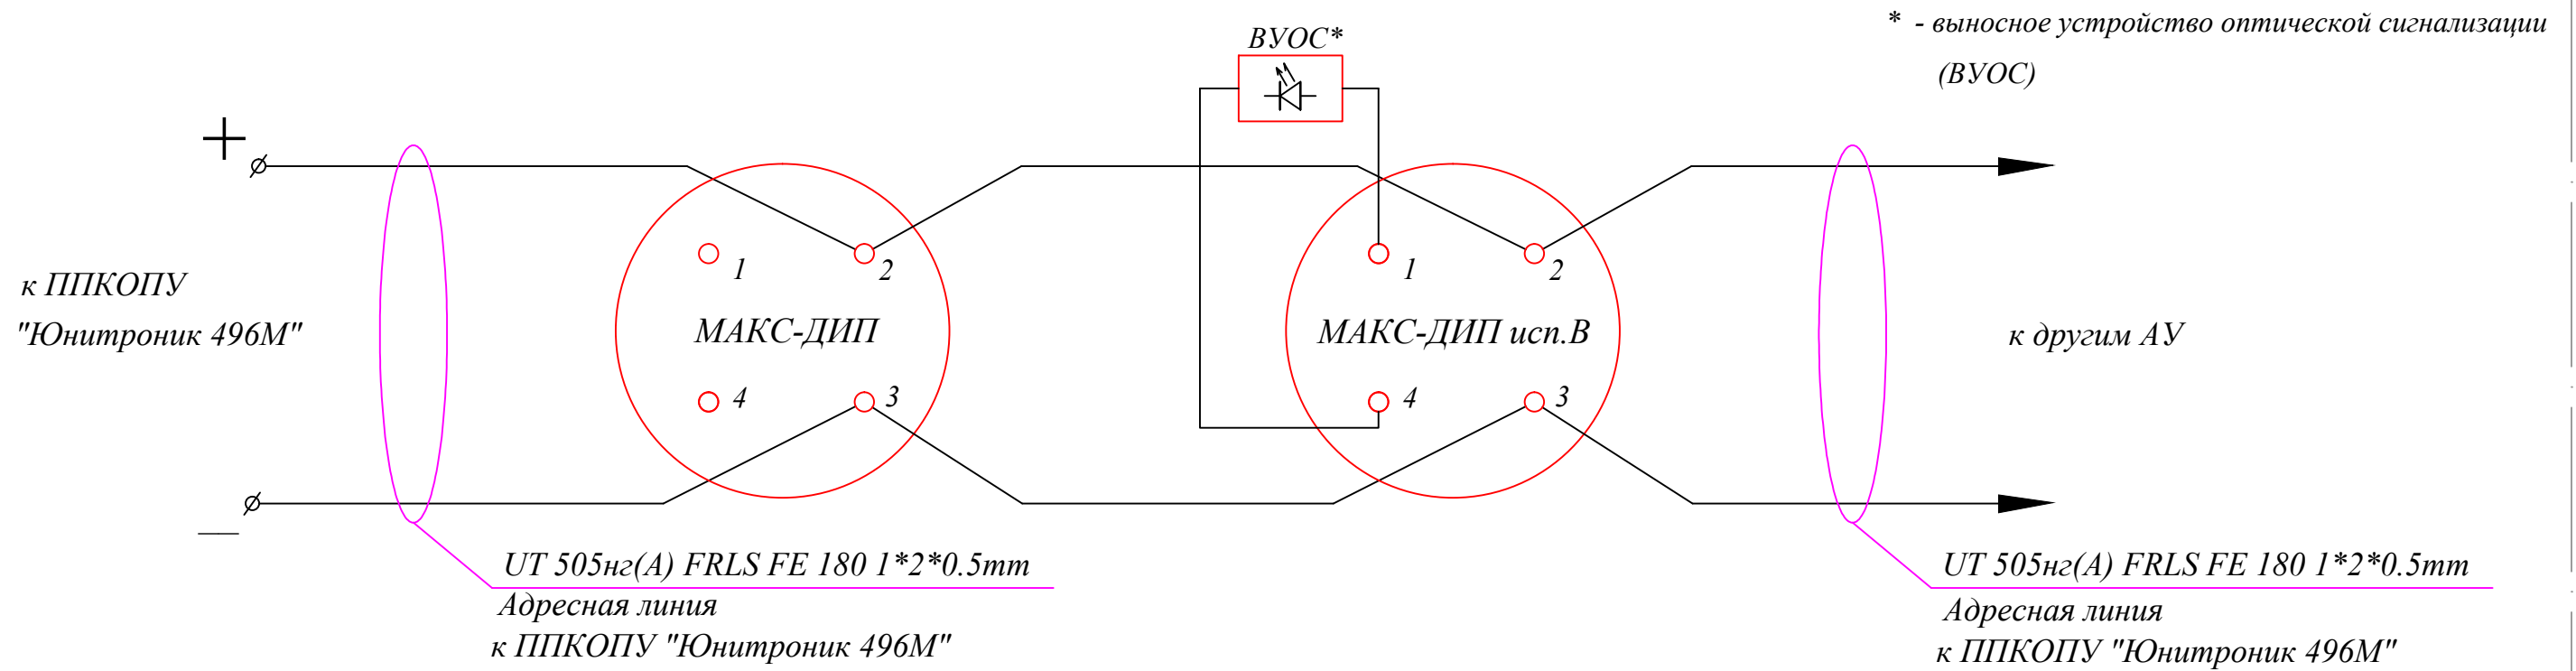 * - выносное устройство оптической сигнализации
(ВУОС)
ВУОС*
+
к ППКОПУ
"Юнитроник 496М"
1
2
МАКС-ДИП
4
3
1
2
МАКС-ДИП исп.В
4
3
к другим АУ
—
UT 505нг(А) FRLS FE 180 1*2*0.5mm
Адресная линия
к ППКОПУ "Юнитроник 496М"
UT 505нг(А) FRLS FE 180 1*2*0.5mm
Адресная линия
к ППКОПУ "Юнитроник 496М"